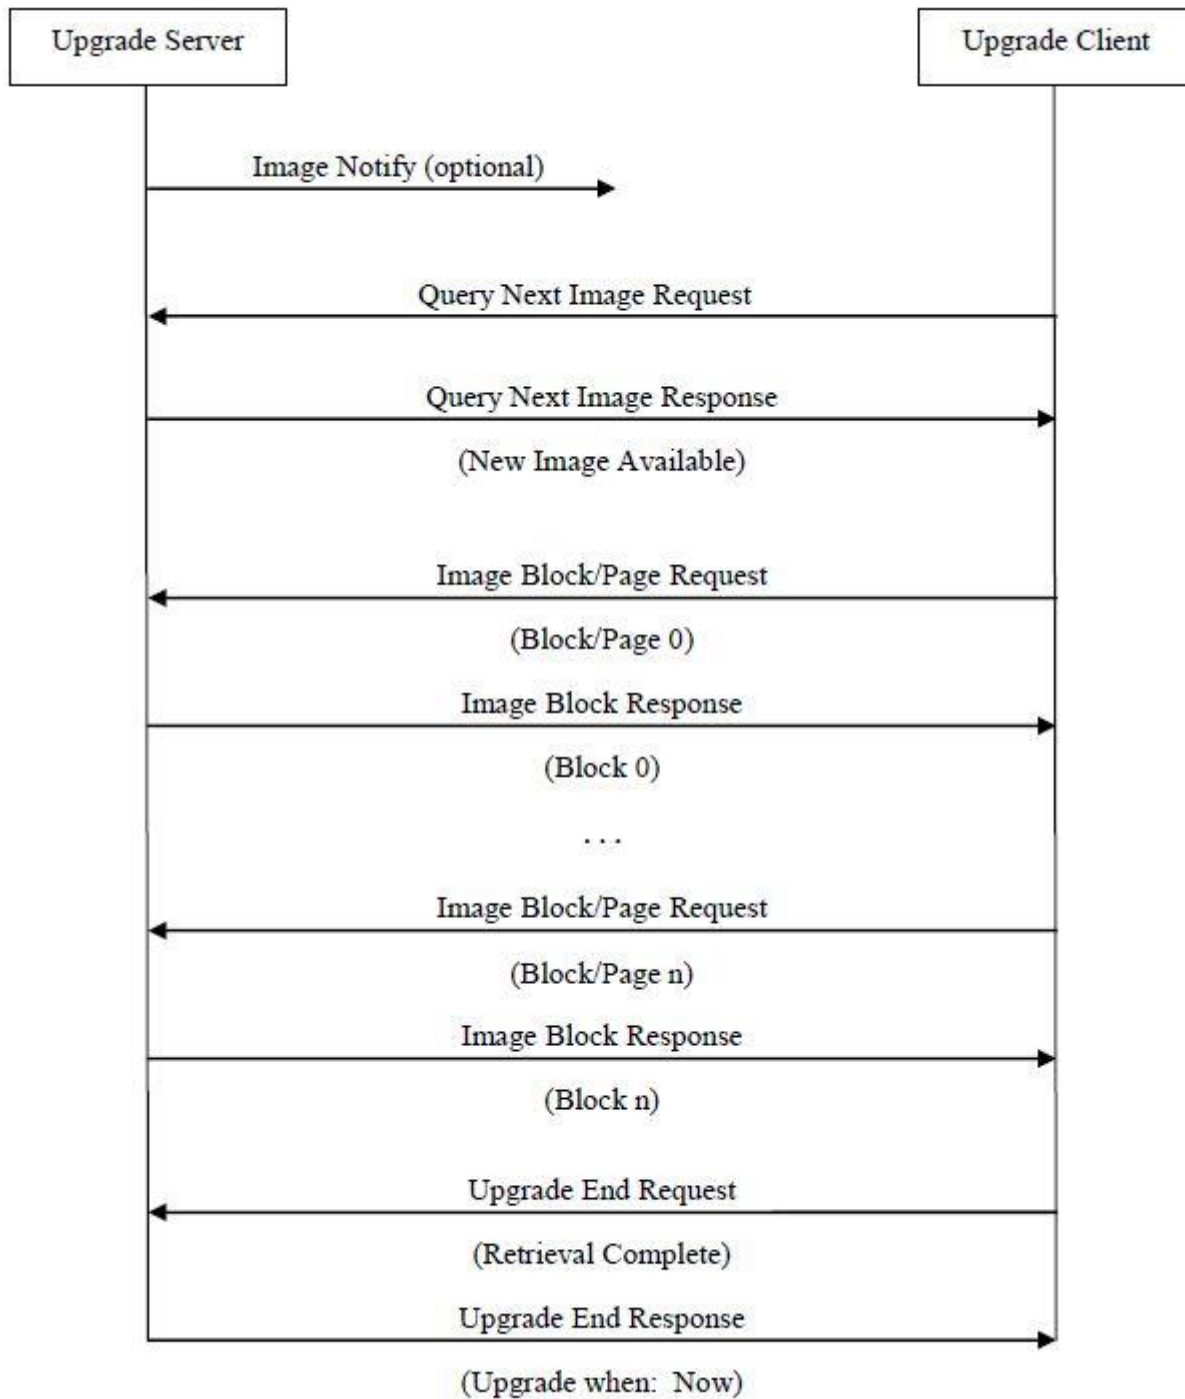 Upgrade Server
Upgrade Client
Image Notify (optional)
Query Next Image Request
Query Next Image Response
(New Image Available)
Image Block/Page Request
(Block/Page 0)
Image Block Response
(Block 0)
. . .
Image Block/Page Request
(Block/Page n)
Image Block Response
(Block n)
Upgrade End Request
(Retrieval Complete)
Upgrade End Response
(Upgrade when: Now)